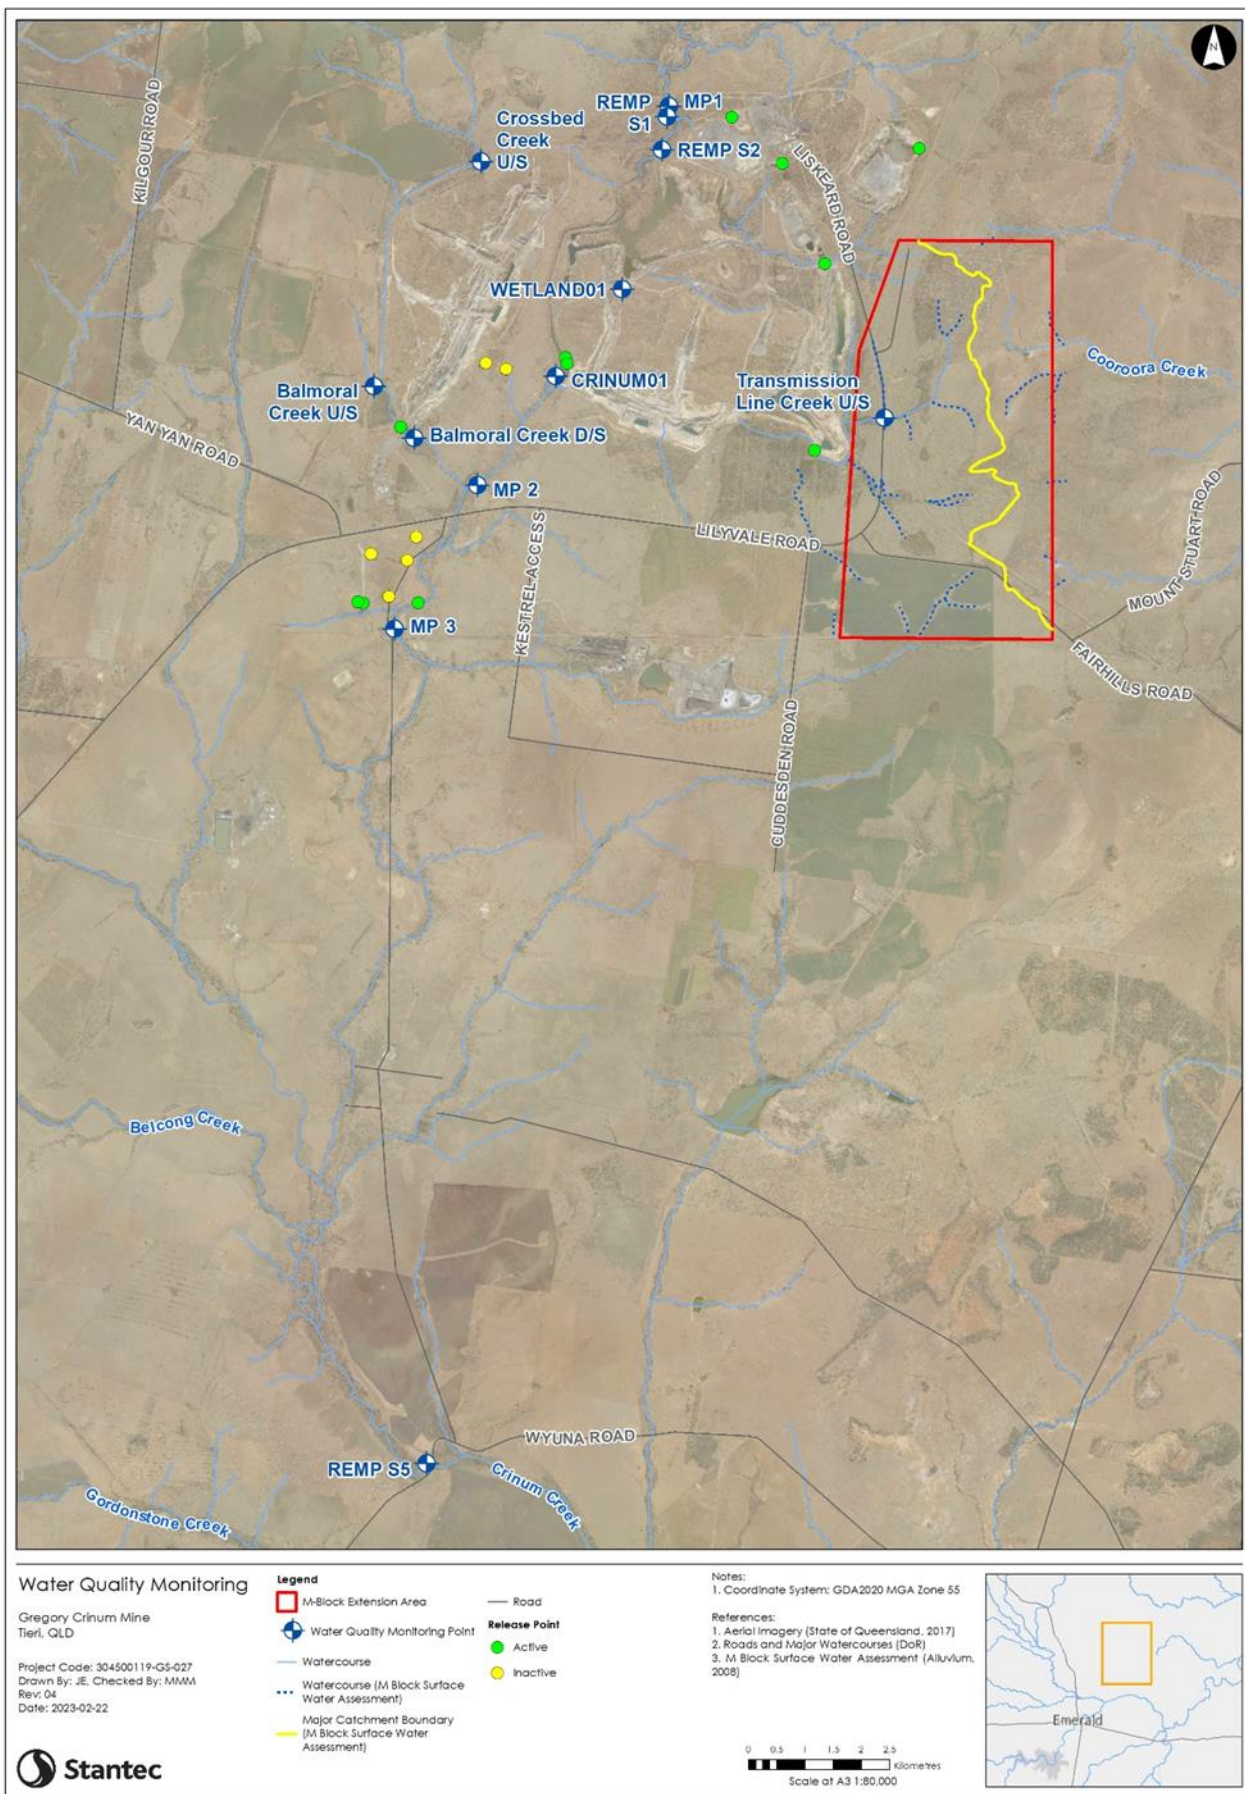 N
KILGOUR ROAD
REMP
S1
MP1
Crossbed
Creek
U/S
REMP S2
LISKEARD ROAD
WETLAND01
Cooroora Creek
Balmoral
Creek U/S
CRINUM01
Transmission
Line Creek U/S
YAN YAN ROAD
Balmoral Creek D/S
MP 2
LILYVALE ROAD
MOUNT STUART ROAD
KESTREL ACCESS
MP 3
FAIRHILLS ROAD
CUDDESDEN ROAD
Belcong Creek
WYUNA ROAD
REMP S5
Crinum Creek
Gordonstone Creek
Water Quality Monitoring
Gregory Crinum Mine
Tieri, QLD
Project Code: 304500119-GS-027
Drawn By: JE, Checked By: MMM
Rev: 04
Date: 2023-02-22
Stantec
Legend
M-Block Extension Area
Water Quality Monitoring Point
Watercourse
Watercourse (M Block Surface
Water Assessment)
Major Catchment Boundary
(M Block Surface Water
Assessment)
Road
Release Point
Active
Inactive
Notes:
1. Coordinate System: GDA2020 MGA Zone 55
References:
1. Aerial Imagery (State of Queensland, 2017)
2. Roads and Major Watercourses (DoR)
3. M Block Surface Water Assessment (Alluvium,
2008)
0 0.5 1 1.5 2 2.5
Kilometres
Scale at A3 1:80,000
Emerald